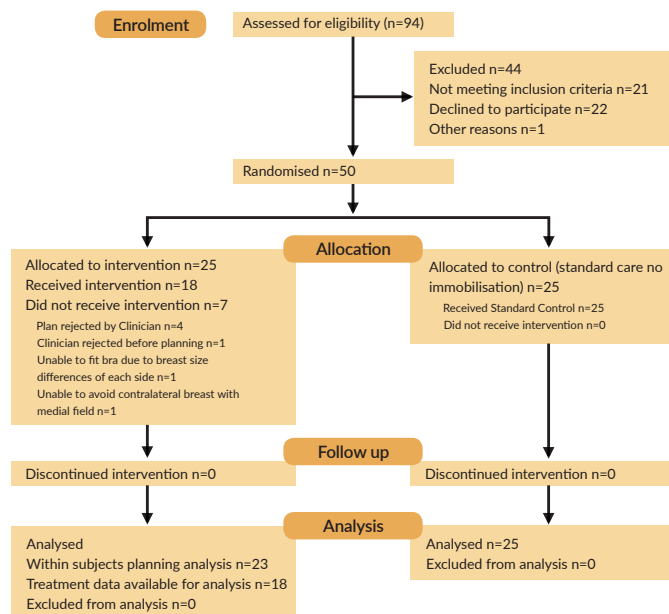 Enrolment
Assessed for eligibility (n=94)
Excluded n=44
Not meeting inclusion criteria n=21
Declined to participate n=22
Other reasons n=1
Randomised n=50
Allocation
Allocated to intervention n=25
Received intervention n=18
Did not receive intervention n=7
Plan rejected by Clinician n=4
Clinician rejected before planning n=1
Unable to fit bra due to breast size
differences of each side n=1
Unable to avoid contralateral breast with
medial field n=1
Allocated to control (standard care no
immobilisation) n=25
Received Standard Control n=25
Did not receive intervention n=0
Follow up
Discontinued intervention n=0
Discontinued intervention n=0
Analysis
Analysed
Within subjects planning analysis n=23
Treatment data available for analysis n=18
Excluded from analysis n=0
Analysed n=25
Excluded from analysis n=0